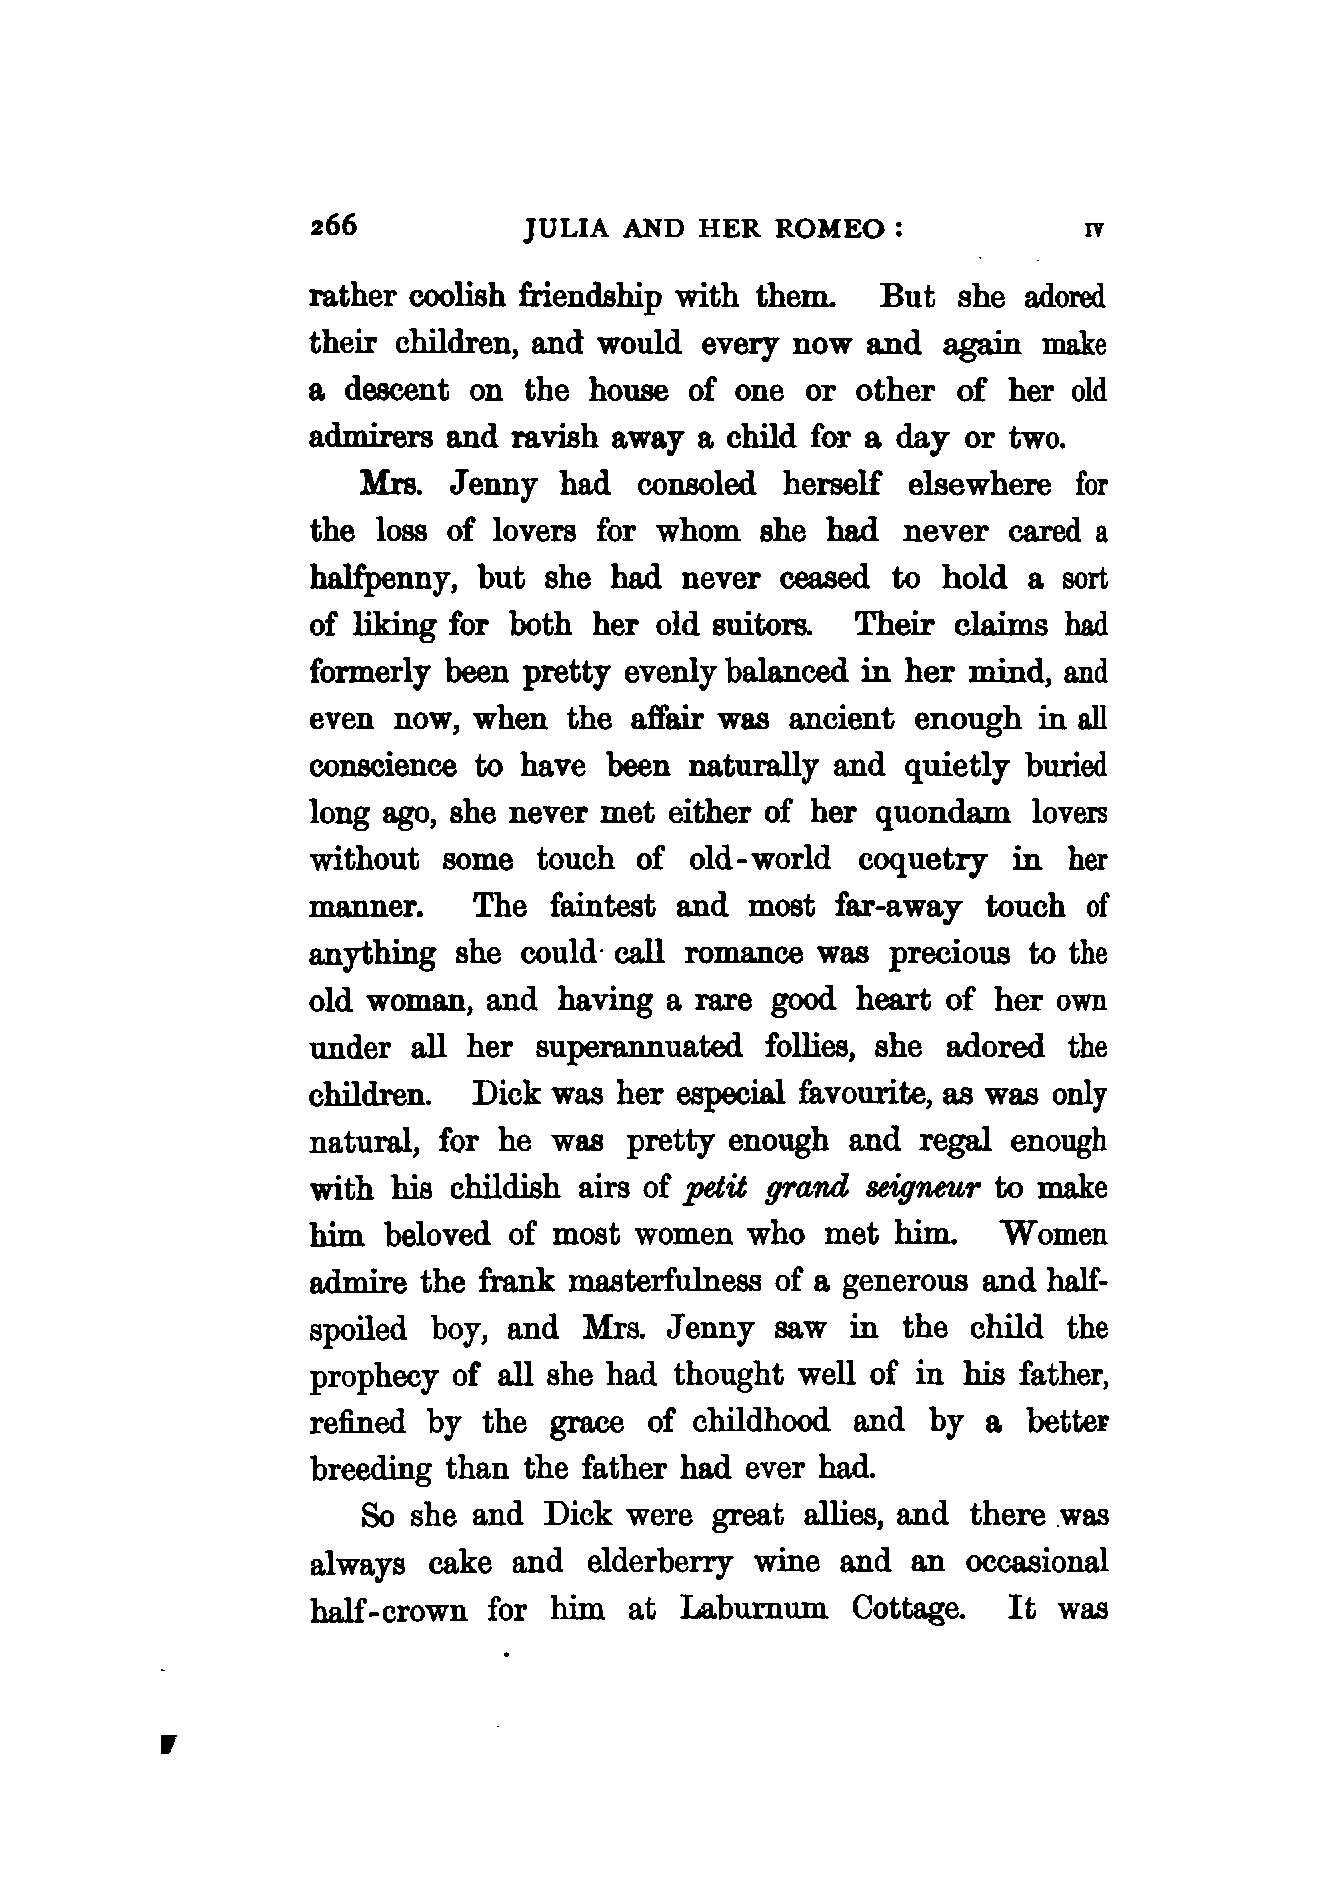 266 JULIA AND HER ROMEO : IV
rather coolish friendship with them. But she adored
their children, and would every now and again make
a descent on the house of one or other of her old
admirers and ravish away a child for a day or two.
Mrs. Jenny had consoled herself elsewhere for
the loss of lovers for whom she had never cared a
halfpenny, but she had never ceased to hold a sort
of liking for both her old suitors. Their claims had
formerly been pretty evenly balanced in her mind, and
even now, when the affair was ancient enough in all
conscience to have been naturally and quietly buried
long ago, she never met either of her quondam lovers
without some touch of old-world coquetry in her
manner. The faintest and most far-away touch of
anything she could call romance was precious to the
old woman, and having a rare good heart of her own
under all her superannuated follies, she adored the
children. Dick was her especial favourite, as was only
natural, for he was pretty enough and regal enough
with his childish airs of petit grand seigneur to make
him beloved of most women who met him. Women
admire the frank masterfulness of a generous and half-
spoiled boy, and Mrs. Jenny saw in the child the
prophecy of all she had thought well of in his father,
refined by the grace of childhood and by a better
breeding than the father had ever had.
So she and Dick were great allies, and there was
always cake and elderberry wine and an occasional
half-crown for him at Laburnum Cottage. It was